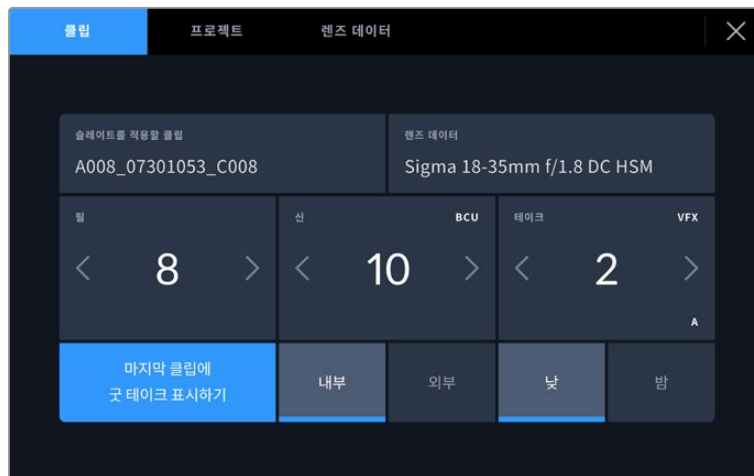 클립 프로젝트 렌즈 데이터
슬레이트를 적용할 클립 렌즈 데이터
A008_07301053_C008 Sigma 18-35mm f/1.8 DC HSM
릴 신 BCU 테이크 VFX
8 10 2
A
마지막 클립에
굿 테이크 표시하기
내부 외부 낮 밤